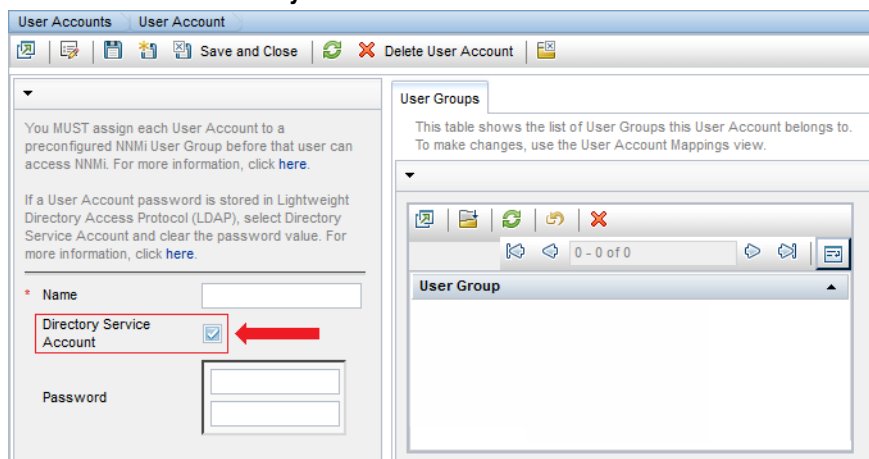 User Accounts User Account
Save and Close Delete User Account
You MUST assign each User Account to a
preconfigured NNMi User Group before that user can
access NNMi. For more information, click here.
If a User Account password is stored in Lightweight
Directory Access Protocol (LDAP), select Directory
Service Account and clear the password value. For
more information, click here.
* Name
Directory Service
Account
Password
User Groups
This table shows the list of User Groups this User Account belongs to.
To make changes, use the User Account Mappings view.
0 - 0 of 0
User Group